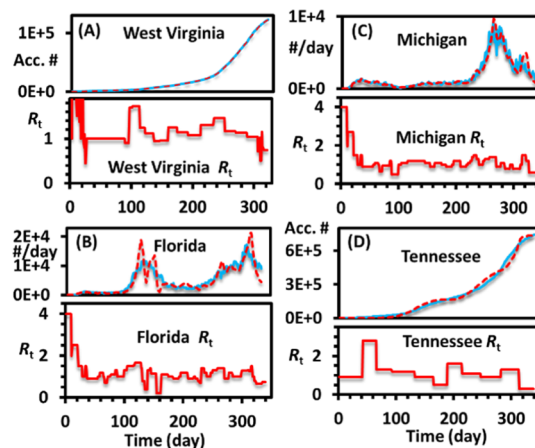 (A)
West Virginia
1E+5
Acc. #
0E+0
Rt
1
West Virginia Rt
0 100 200 300
(B)
Florida
2E+4
#/day
1E+4
0E+0
4
Rt
2
0
Florida Rt
0 100 200 300
Time (day)
(C)
Michigan
1E+4
#/day
0E+0
4
Rt
2
0
Michigan Rt
0 100 200 300
(D)
Acc. #
Tennessee
6E+5
3E+5
0E+0
Rt
2
0
Tennessee Rt
0 100 200 300
Time (day)